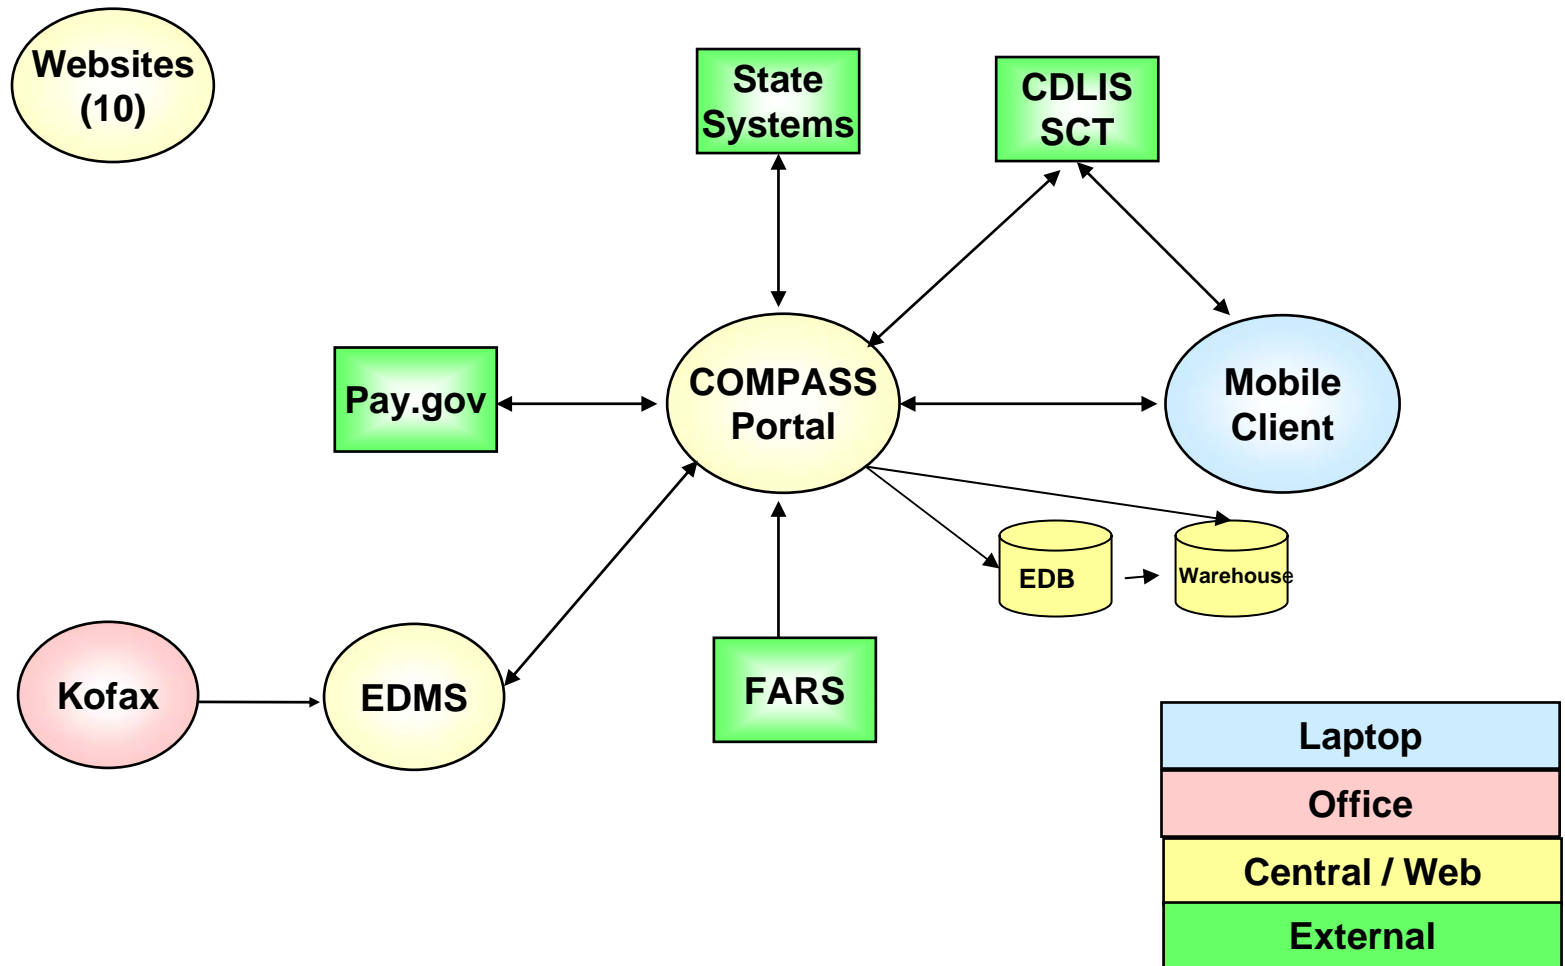 Websites
(10)
State
Systems
CDLIS
SCT
Pay.gov
COMPASS
Portal
Mobile
Client
EDB
Warehouse
Kofax
EDMS
FARS
Laptop
Office
Central / Web
External